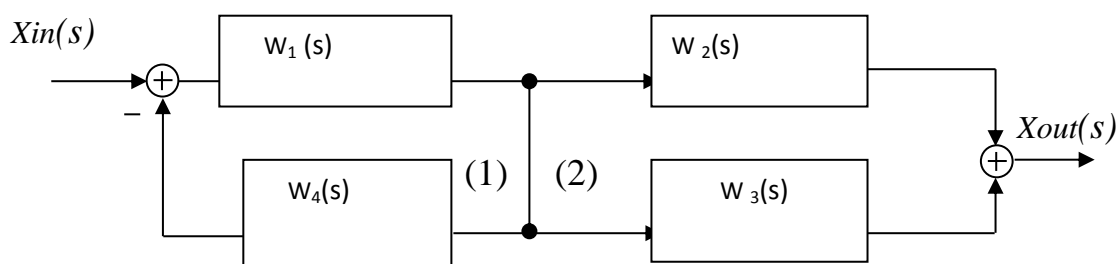 Xin(s)
W₁ (s)
W ₂(s)
−
Xout(s)
W₄(s)
(1)
(2)
W ₃(s)